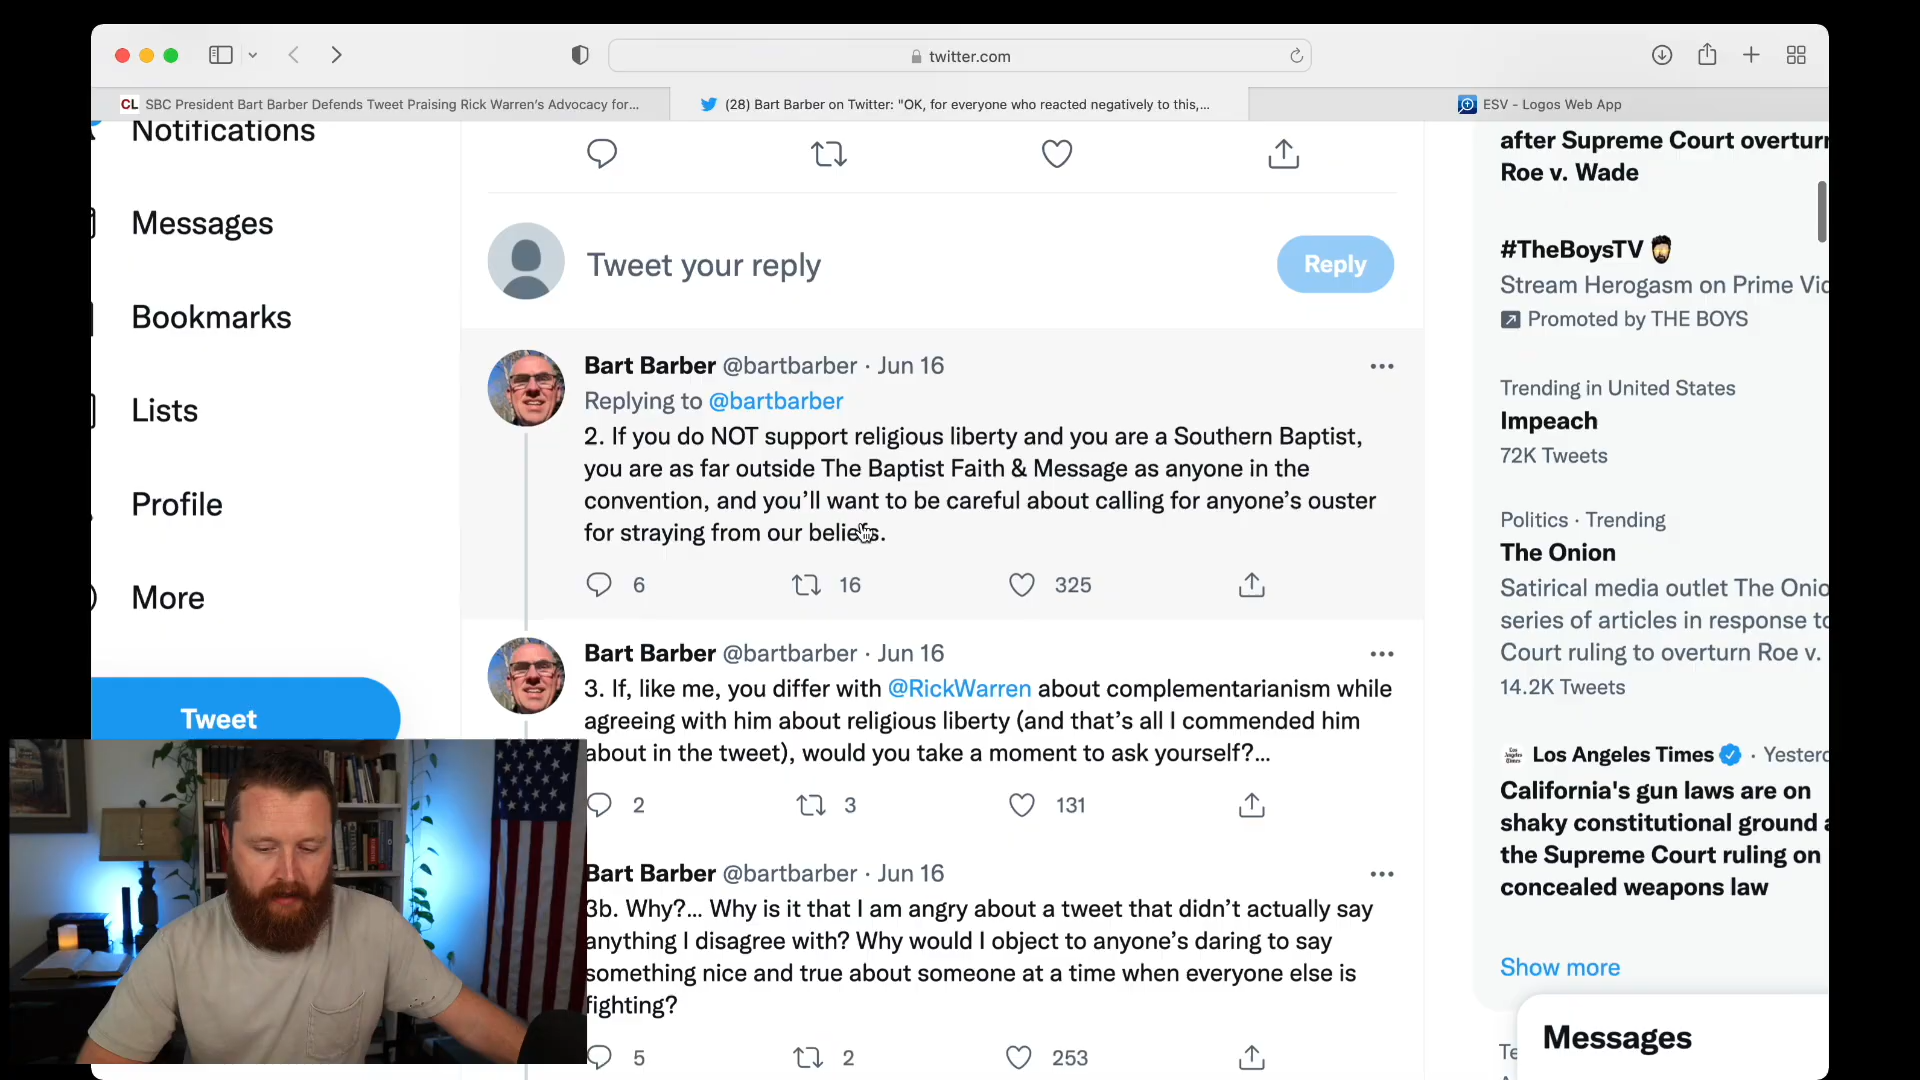 twitter.com
CL SBC President Bart Barber Defends Tweet Praising Rick Warren's Advocacy for...
(28) Bart Barber on Twitter: "OK, for everyone who reacted negatively to this,...
ESV - Logos Web App
Notifications
Messages
Bookmarks
Lists
Profile
More
Tweet
Tweet your reply
Reply
Bart Barber @bartbarber · Jun 16
Replying to @bartbarber
2. If you do NOT support religious liberty and you are a Southern Baptist,
you are as far outside The Baptist Faith & Message as anyone in the
convention, and you’ll want to be careful about calling for anyone’s ouster
for straying from our beliefs.
6 16 325
Bart Barber @bartbarber · Jun 16
3. If, like me, you differ with @RickWarren about complementarianism while
agreeing with him about religious liberty (and that’s all I commended him
about in the tweet), would you take a moment to ask yourself?...
2 3 131
Bart Barber @bartbarber · Jun 16
3b. Why?... Why is it that I am angry about a tweet that didn’t actually say
anything I disagree with? Why would I object to anyone’s daring to say
something nice and true about someone at a time when everyone else is
fighting?
5 2 253
after Supreme Court overturn
Roe v. Wade
#TheBoysTV
Stream Herogasm on Prime Vid
Promoted by THE BOYS
Trending in United States
Impeach
72K Tweets
Politics · Trending
The Onion
Satirical media outlet The Onio
series of articles in response to
Court ruling to overturn Roe v.
14.2K Tweets
Los Angeles Times · Yesterd
California's gun laws are on
shaky constitutional ground a
the Supreme Court ruling on
concealed weapons law
Show more
Messages
Te